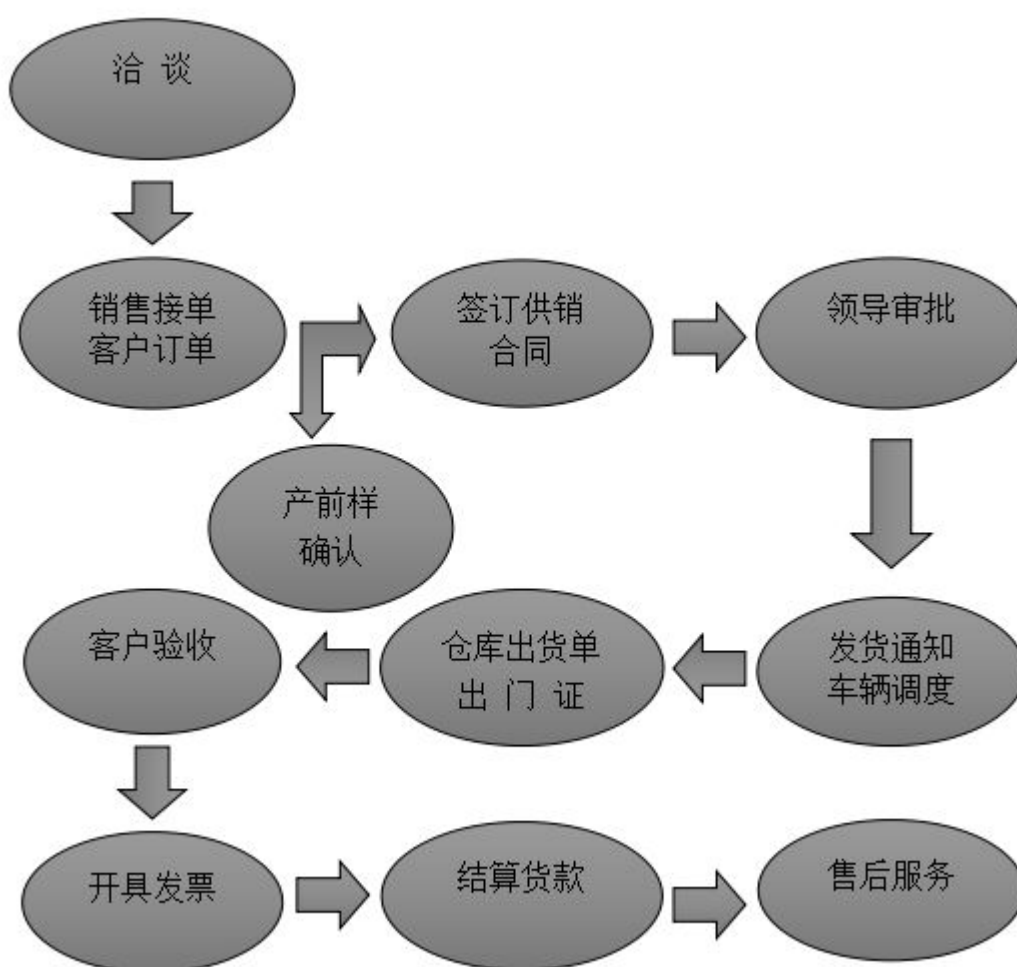 洽 谈
销售接单
客户订单
签订供销
合同
领导审批
产前样
确认
客户验收
仓库出货单
出 门 证
发货通知
车辆调度
开具发票
结算货款
售后服务